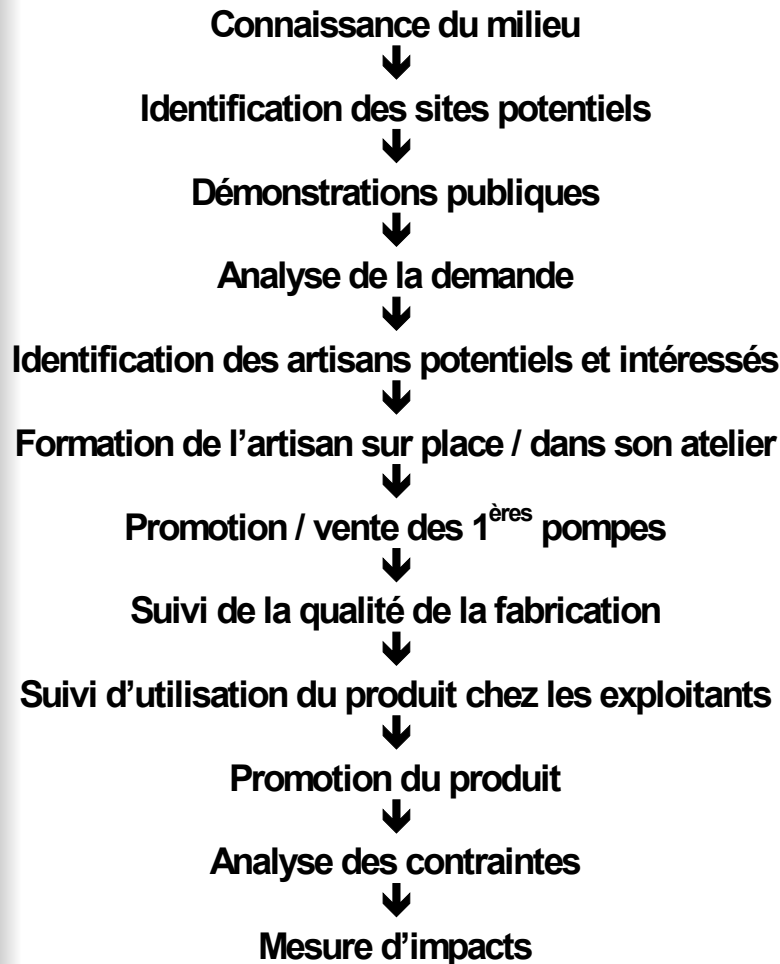 Connaissance du milieu
Identification des sites potentiels
Démonstrations publiques
Analyse de la demande
Identification des artisans potentiels et intéressés
Formation de l’artisan sur place / dans son atelier
Promotion / vente des 1ères pompes
Suivi de la qualité de la fabrication
Suivi d’utilisation du produit chez les exploitants
Promotion du produit
Analyse des contraintes
Mesure d’impacts